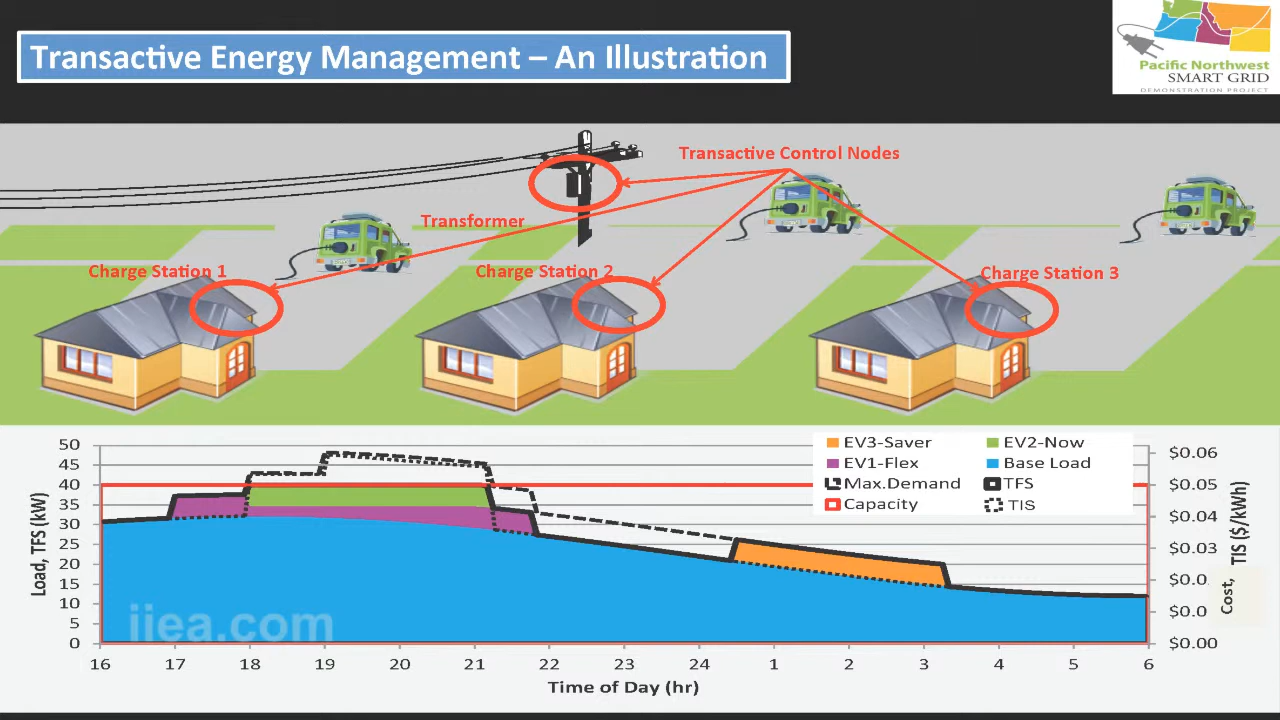 Transactive Energy Management – An Illustration
Pacific Northwest
SMART GRID
DEMONSTRATION PROJECT
Transactive Control Nodes
Transformer
Charge Station 1
Charge Station 2
Charge Station 3
EV3-Saver
EV2-Now
EV1-Flex
Base Load
Max.Demand
TFS
Capacity
TIS
Load, TFS (kW)
50
45
40
35
30
25
20
15
10
5
0
$0.06
$0.05
$0.04
$0.03
$0.0
$0.0
$0.00
Cost, TIS ($/kWh)
iiea.com
16 17 18 19 20 21 22 23 24 1 2 3 4 5 6
Time of Day (hr)